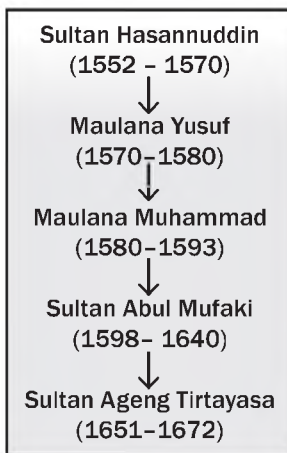 Sultan Hasannuddin
(1552 – 1570)
Maulana Yusuf
(1570–1580)
Maulana Muhammad
(1580–1593)
Sultan Abul Mufaki
(1598– 1640)
Sultan Ageng Tirtayasa
(1651–1672)